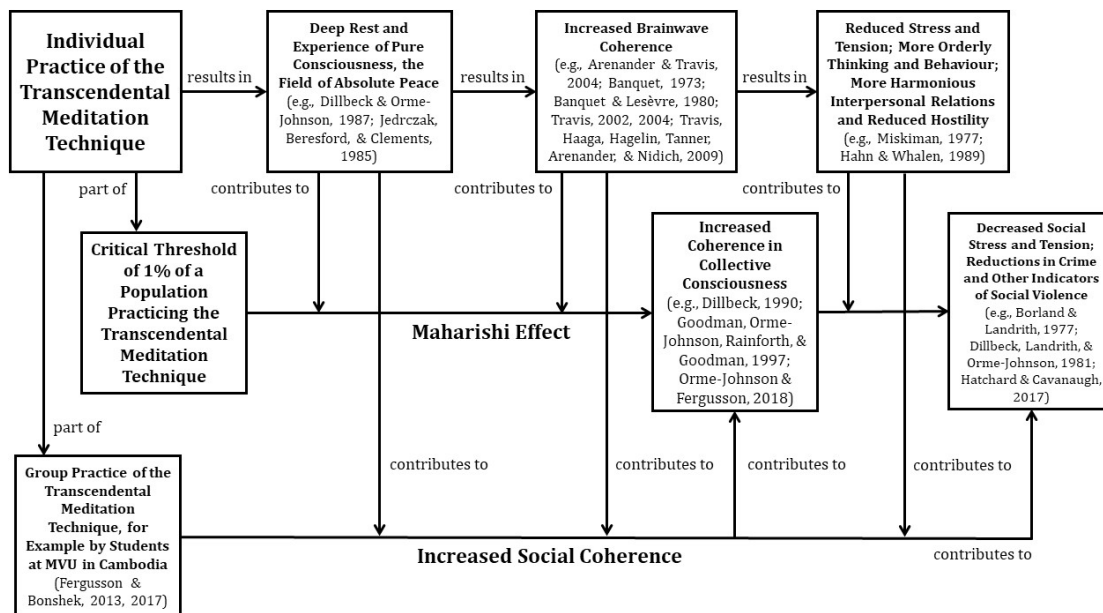 Individual
Practice of the
Transcendental
Meditation
Technique
results in
Deep Rest and
Experience of Pure
Consciousness, the
Field of Absolute
Peace
(e.g., Dillbeck & Orme-
Johnson, 1987; Jedrczak,
Beresford, & Clements,
1985)
results in
Increased Brainwave
Coherence
(e.g., Arenander & Travis,
2004; Banquet, 1973;
Banquet & Lesèvre, 1980;
Travis, 2002, 2004; Travis,
Haaga, Hagelin, Tanner,
Arenander, & Nidich, 2009)
results in
Reduced Stress and
Tension; More Orderly
Thinking and Behaviour;
More Harmonious
Interpersonal Relations
and Reduced Hostility
(e.g., Miskiman, 1977;
Hahn & Whalen, 1989)
part of
contributes to
contributes to
contributes to
Critical Threshold
of 1% of a
Population
Practicing the
Transcendental
Meditation
Technique
Maharishi Effect
Increased
Coherence in
Collective
Consciousness
(e.g., Dillbeck, 1990;
Goodman, Orme-
Johnson, Rainforth, &
Goodman, 1997;
Orme-Johnson &
Fergusson, 2018)
Decreased Social
Stress and Tension;
Reductions in Crime
and Other Indicators
of Social Violence
(e.g., Borland &
Landrith, 1977;
Dillbeck, Landrith, &
Orme-Johnson, 1981;
Hatchard & Cavanaugh,
2017)
part of
contributes to
contributes to
contributes to
contributes to
Group Practice of the
Transcendental
Meditation
Technique, for
Example by Students
at MVU in Cambodia
(Fergusson &
Bonshek, 2013, 2017)
Increased Social Coherence
contributes to